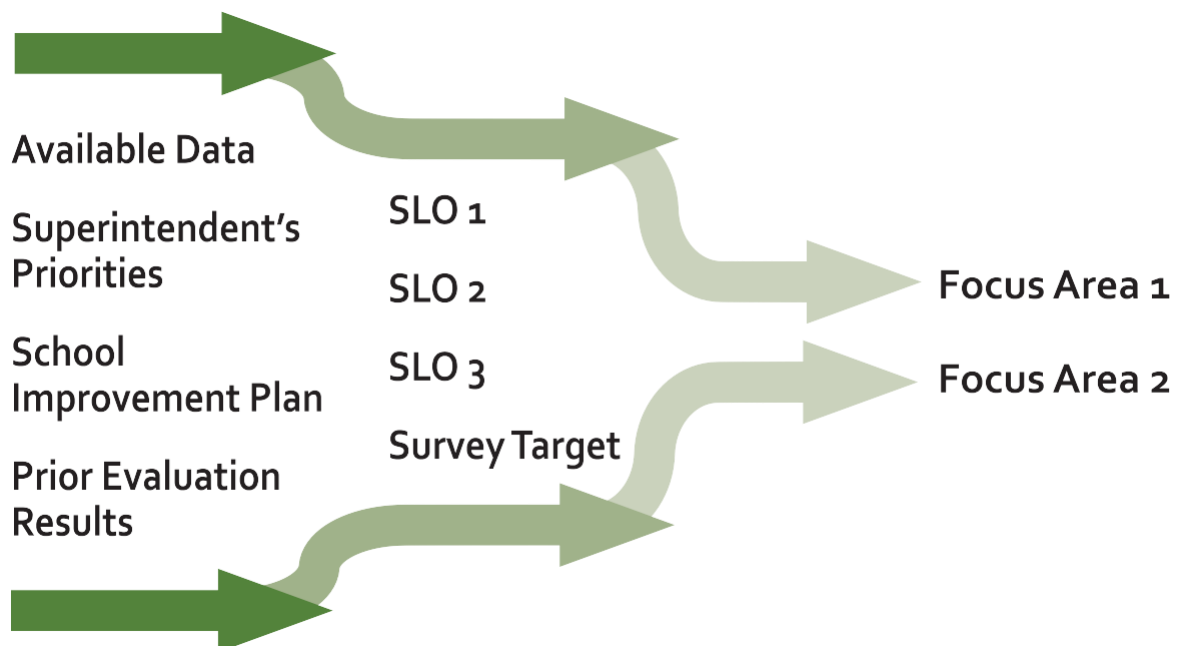 Available Data
Superintendent’s
Priorities
School
Improvement Plan
Prior Evaluation
Results
SLO 1
SLO 2
SLO 3
Survey Target
Focus Area 1
Focus Area 2